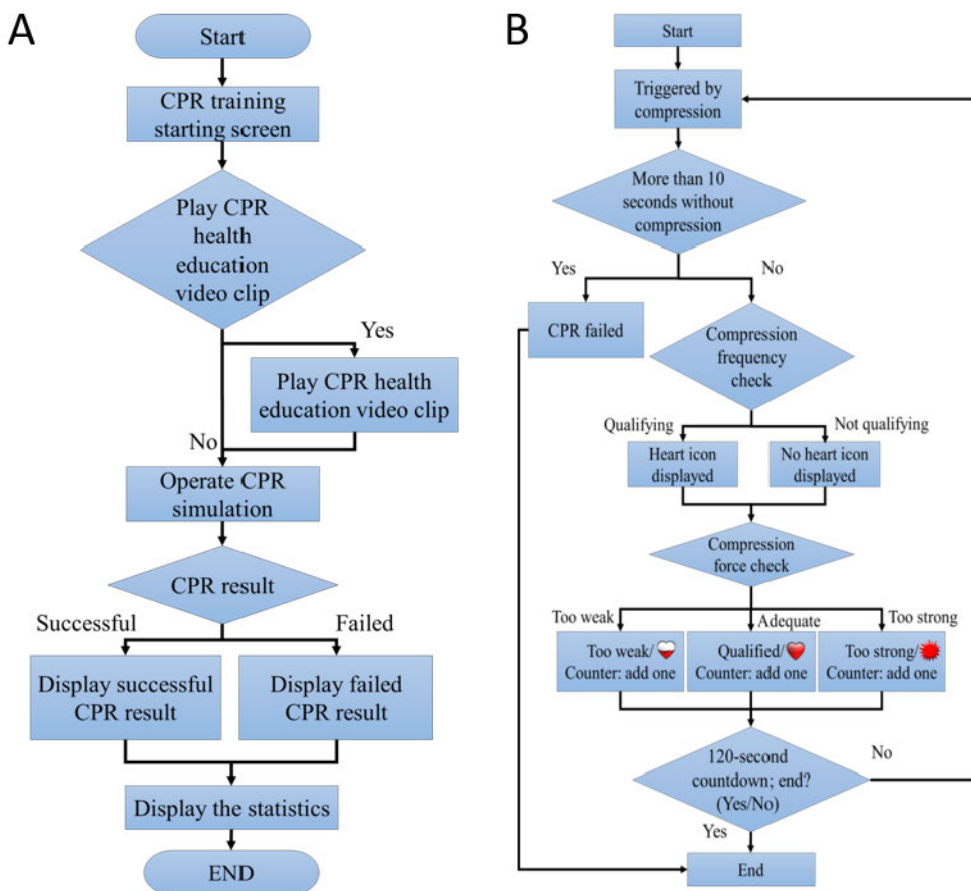 A
Start
CPR training
starting screen
Play CPR
health
education
video clip
Yes
Play CPR health
education video clip
No
Operate CPR
simulation
CPR result
Successful
Failed
Display successful
CPR result
Display failed
CPR result
Display the statistics
END
B
Start
Triggered by
compression
More than 10
seconds without
compression
Yes
No
CPR failed
Compression
frequency
check
Qualifying
Not qualifying
Heart icon
displayed
No heart icon
displayed
Compression
force check
Too weak
Adequate
Too strong
Too weak/
Counter: add one
Qualified/
Counter: add one
Too strong/
Counter: add one
120-second
countdown; end?
(Yes/No)
No
Yes
End